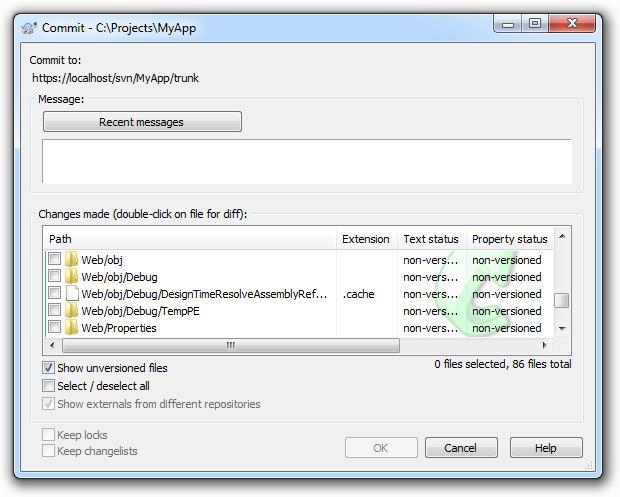 Commit - C:\Projects\MyApp
Commit to:
https://localhost/svn/MyApp/trunk
Message:
Recent messages
Changes made (double-click on file for diff):
Path Extension Text status Property status
Web/obj non-vers... non-versioned
Web/obj/Debug non-vers... non-versioned
Web/obj/Debug/DesignTimeResolveAssemblyRef... .cache non-vers... non-versioned
Web/obj/Debug/TempPE non-vers... non-versioned
Web/Properties non-vers... non-versioned
Show unversioned files
0 files selected, 86 files total
Select / deselect all
Show externals from different repositories
Keep locks
Keep changelists
OK Cancel Help